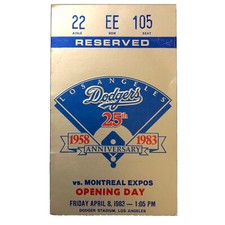 22 EE 105
AISLE ROW SEAT
RESERVED
LOS ANGELES
Dodgers
25th
1958 1983
ANNIVERSARY
vs. MONTREAL EXPOS
OPENING DAY
FRIDAY APRIL 8, 1983 — 1:05 PM
DODGER STADIUM, LOS ANGELES